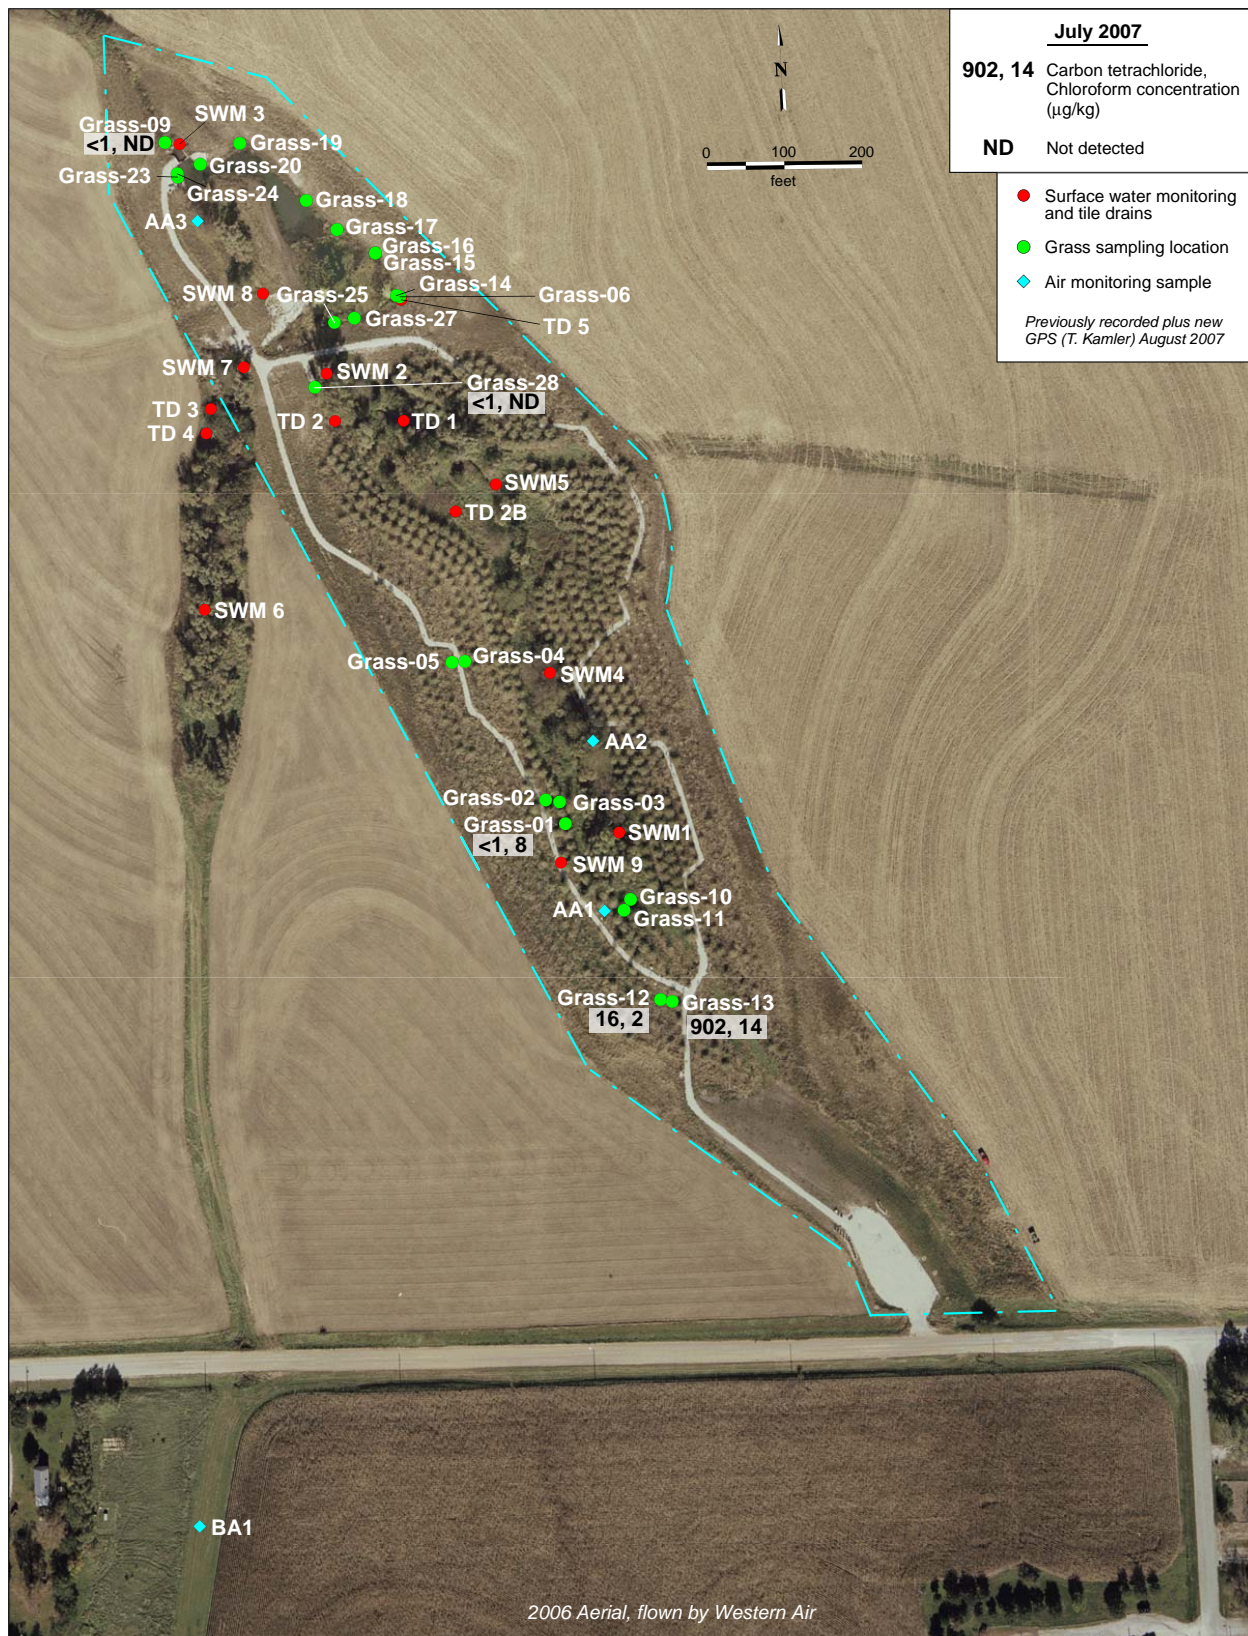 July 2007
902, 14 Carbon tetrachloride,
Chloroform concentration
(µg/kg)
ND Not detected
Surface water monitoring
and tile drains
Grass sampling location
Air monitoring sample
Previously recorded plus new
GPS (T. Kamler) August 2007
N
0 100 200
feet
SWM 3
Grass-09
<1, ND
Grass-19
Grass-20
Grass-23
Grass-24
Grass-18
AA3
Grass-17
Grass-16
Grass-15
Grass-14
SWM 8
Grass-25
Grass-06
Grass-27
TD 5
SWM 7
SWM 2
Grass-28
<1, ND
TD 3
TD 2
TD 1
TD 4
SWM5
TD 2B
SWM 6
Grass-04
Grass-05
SWM4
AA2
Grass-02
Grass-03
Grass-01
<1, 8
SWM1
SWM 9
Grass-10
AA1
Grass-11
Grass-12
16, 2
Grass-13
902, 14
BA1
2006 Aerial, flown by Western Air